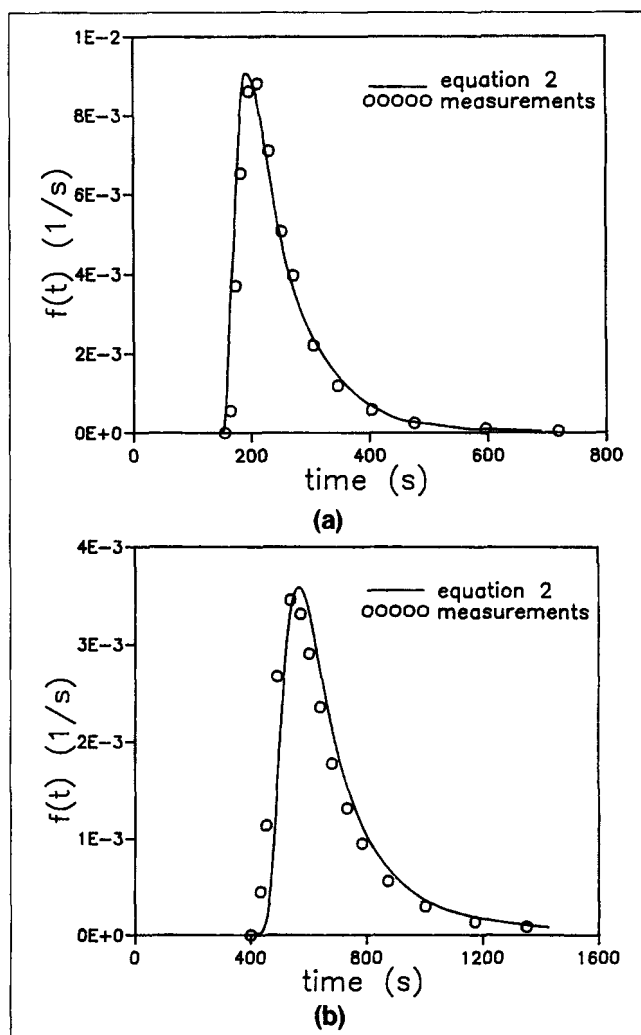 1E-2
8E-3
6E-3
4E-3
2E-3
0E+0
f(t) (1/s)
equation 2
measurements
0
200
400
600
800
time (s)
(a)
4E-3
3E-3
2E-3
1E-3
0E+0
f(t) (1/s)
equation 2
measurements
0
400
800
1200
1600
time (s)
(b)